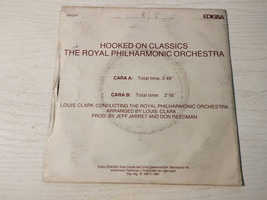 EDIGSA
HOOKED ON CLASSICS
THE ROYAL PHILHARMONIC ORCHESTRA
CARA A: Total time: 3'49"
CARA B: Total time: 2'16"
LOUIS CLARK CONDUCTING THE ROYAL PHILHARMONIC ORCHESTRA
ARRANGED BY LOUIS CLARK
PROD. BY JEFF JARRET AND DON REEDMAN